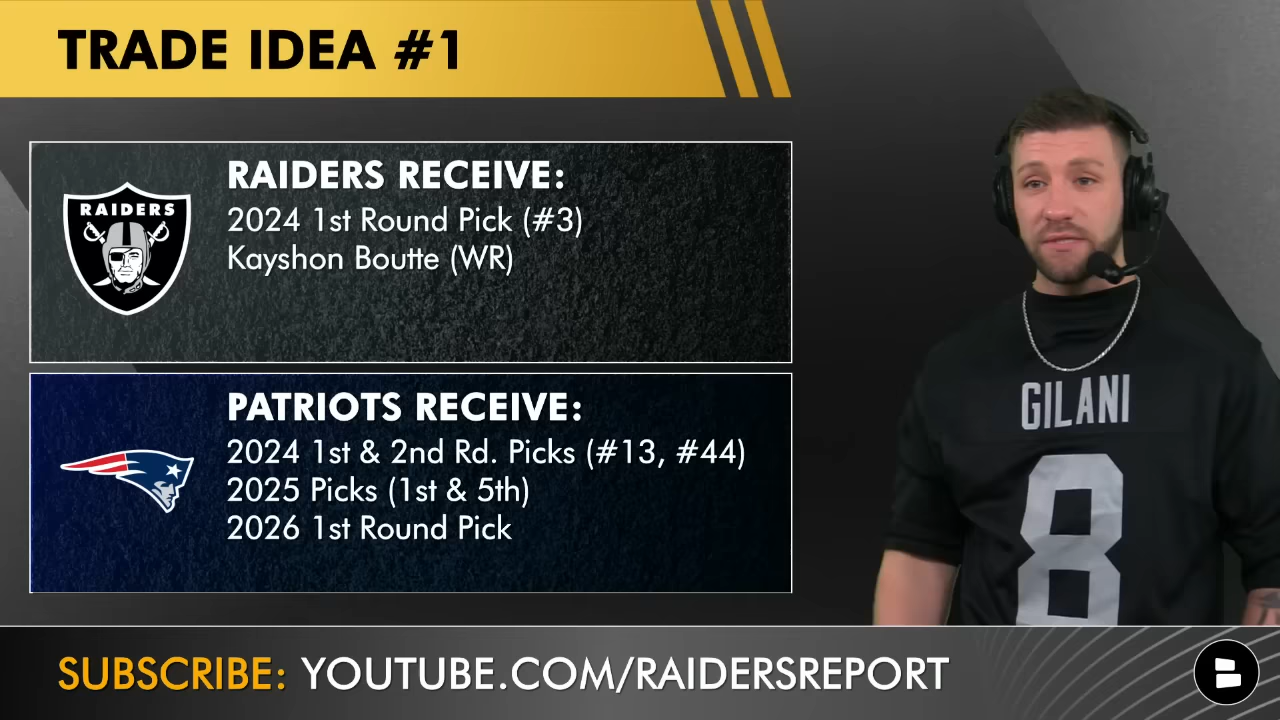 TRADE IDEA #1
RAIDERS RECEIVE:
2024 1st Round Pick (#3)
Kayshon Boutte (WR)
RAIDERS
PATRIOTS RECEIVE:
2024 1st & 2nd Rd. Picks (#13, #44)
2025 Picks (1st & 5th)
2026 1st Round Pick
GILANI
8
SUBSCRIBE: YOUTUBE.COM/RAIDERSREPORT